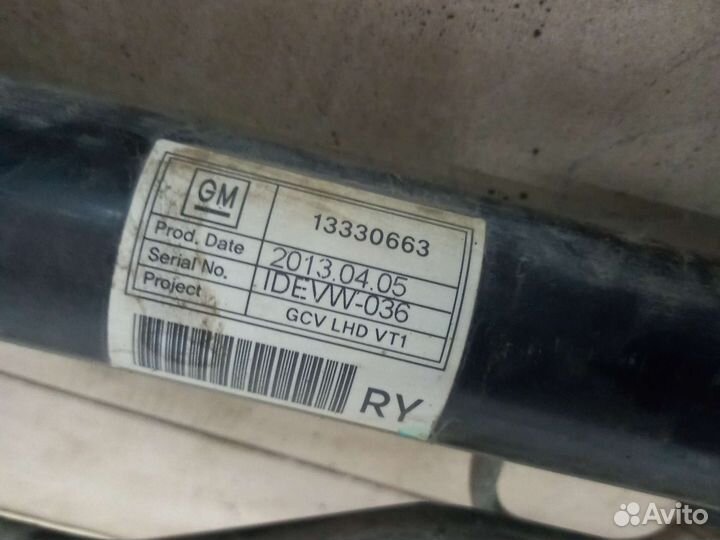 GM
13330663
Prod. Date 2013.04.05
Serial No. IDEVW-036
Project GCV LHD VT1
RY
Avito